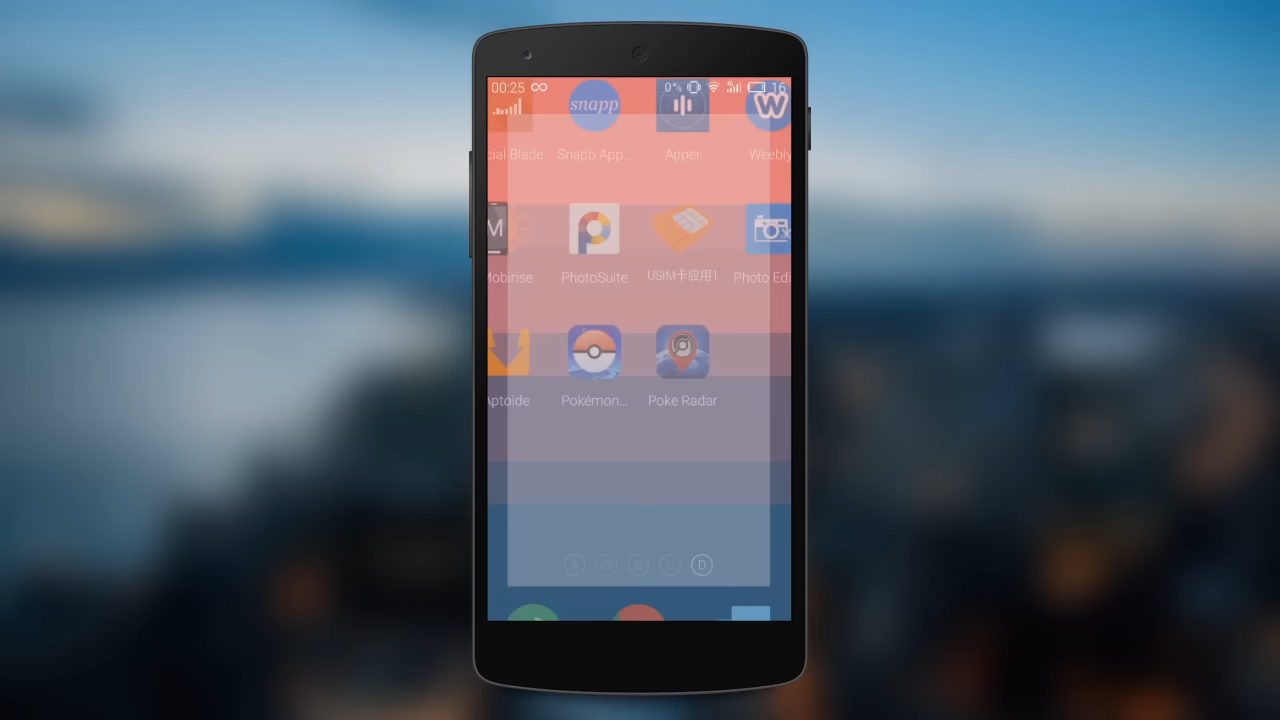 00:25 0% 16
snapp W
cial Blade Snapp App... Apper Weebly
M
Mobirise PhotoSuite USIM卡应用1 Photo Edi
Aptoide Pokémon... Poke Radar
A B D